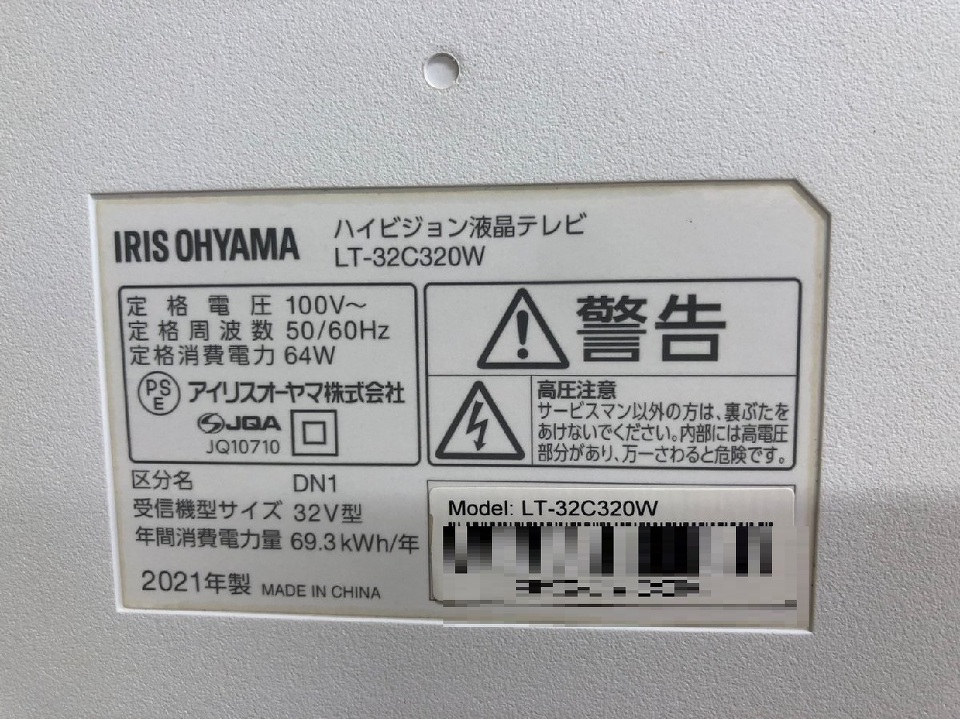 IRIS OHYAMA
ハイビジョン液晶テレビ
LT-32C320W
定格電圧 100V～
定格周波数 50/60Hz
定格消費電力 64W
PS
E
アイリスオーヤマ株式会社
JQA
JQ10710
警告
高圧注意
サービスマン以外の方は、裏ぶたを
あけないでください。内部には高電圧
部分があり、万一さわると危険です。
区分名 DN1
受信機型サイズ 32V型
年間消費電力量 69.3kWh/年
2021年製 MADE IN CHINA
Model: LT-32C320W